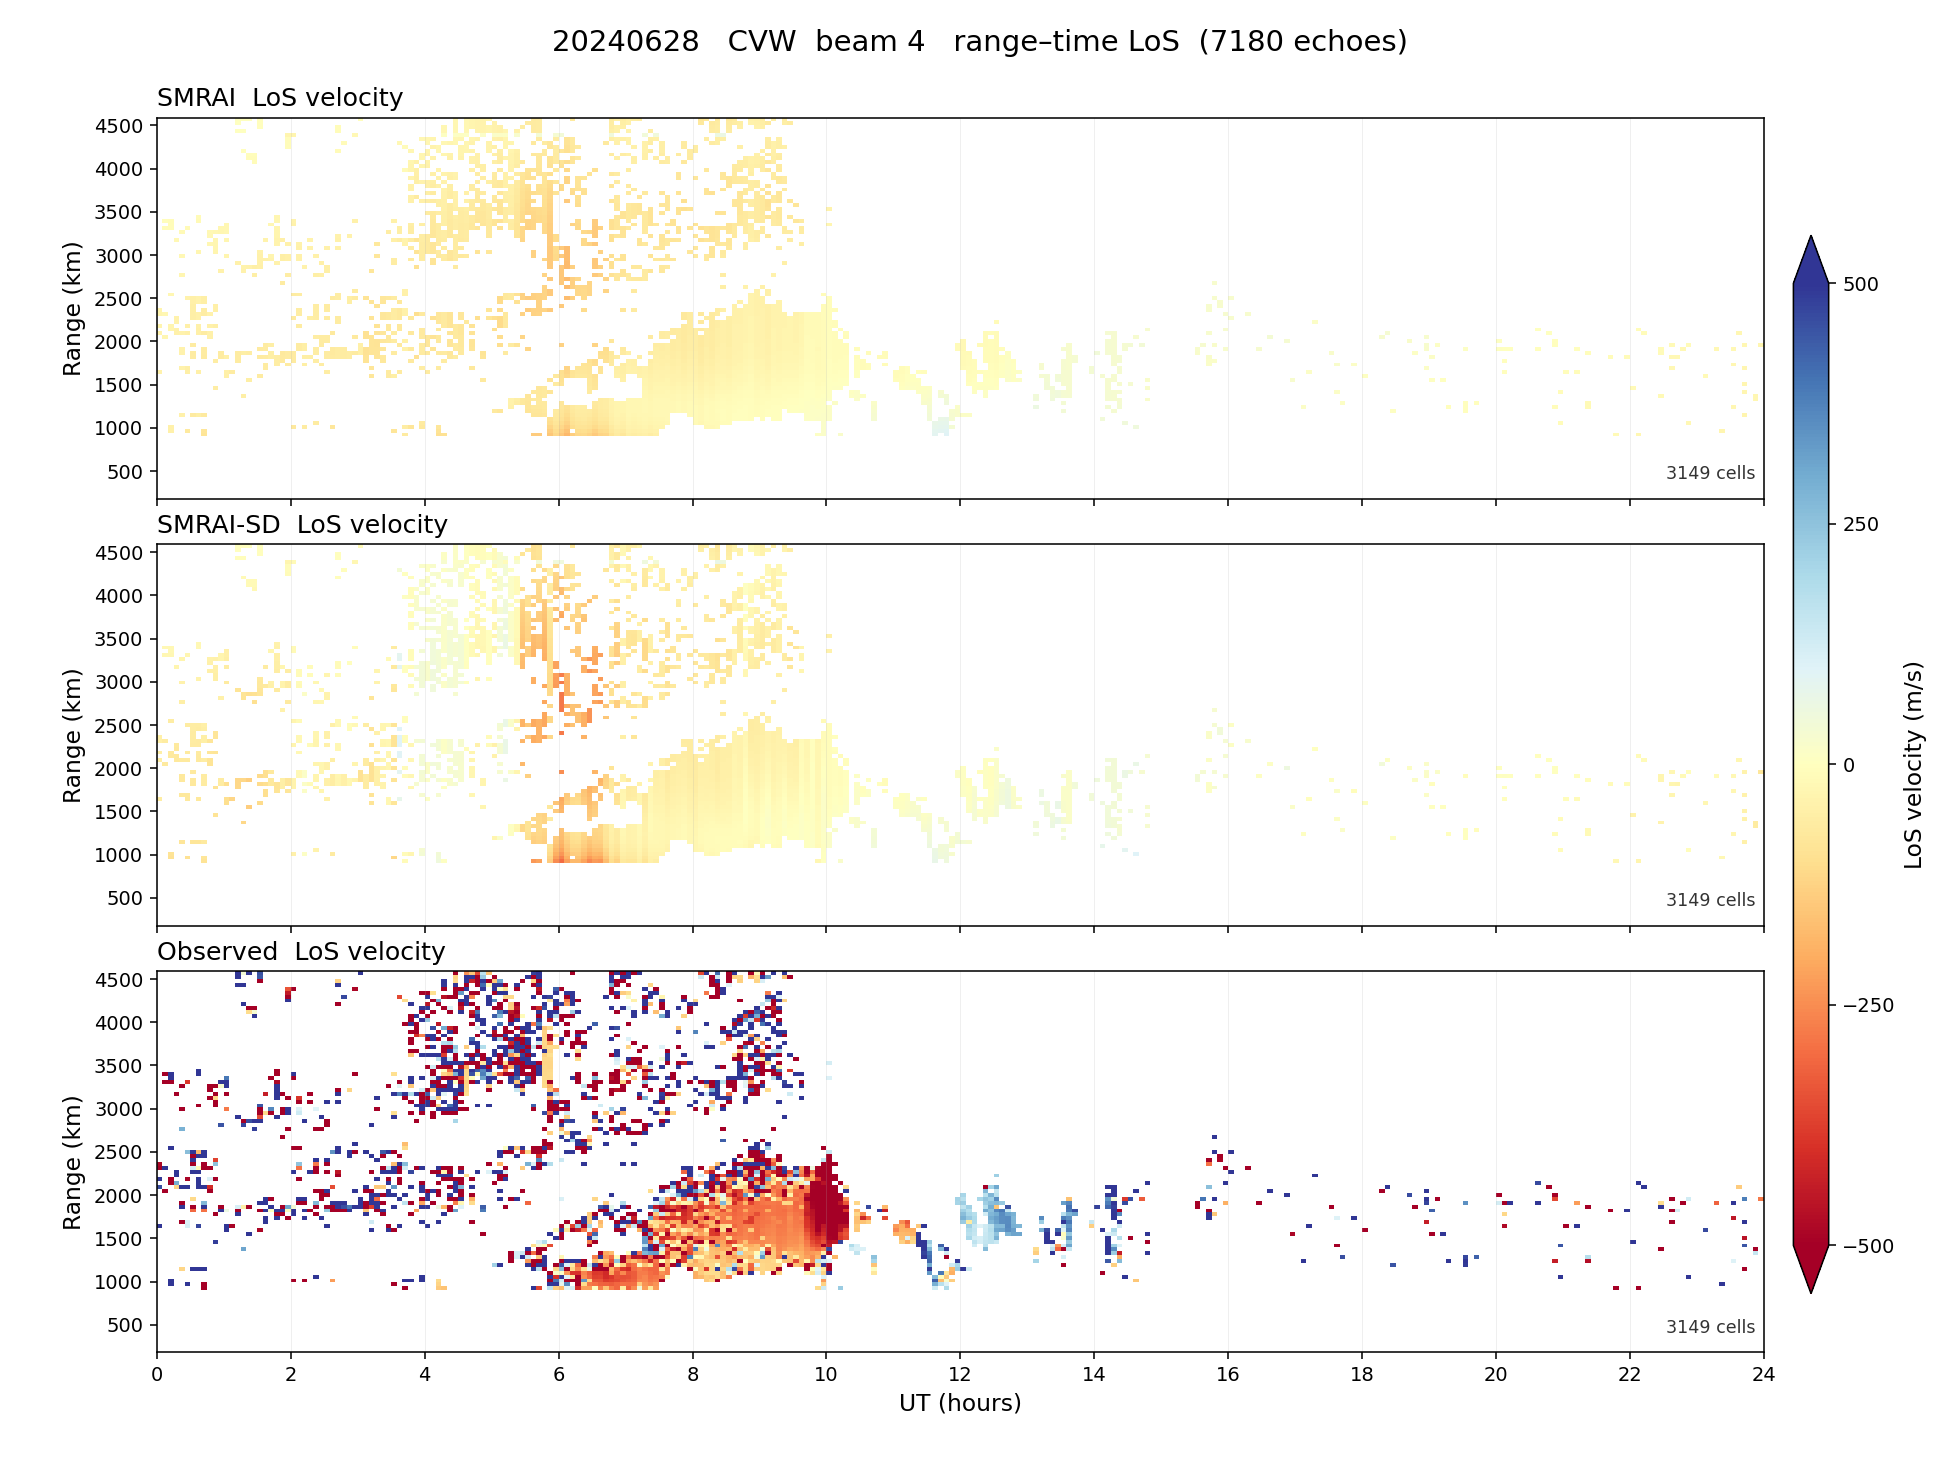 20240628 CVW beam 4 range–time LoS (7180 echoes)
SMRAI LoS velocity
4500
4000
3500
3000
2500
2000
1500
1000
500
Range (km)
3149 cells
SMRAI-SD LoS velocity
4500
4000
3500
3000
2500
2000
1500
1000
500
Range (km)
3149 cells
Observed LoS velocity
4500
4000
3500
3000
2500
2000
1500
1000
500
Range (km)
3149 cells
0 2 4 6 8 10 12 14 16 18 20 22 24
UT (hours)
500
250
0
−250
−500
LoS velocity (m/s)